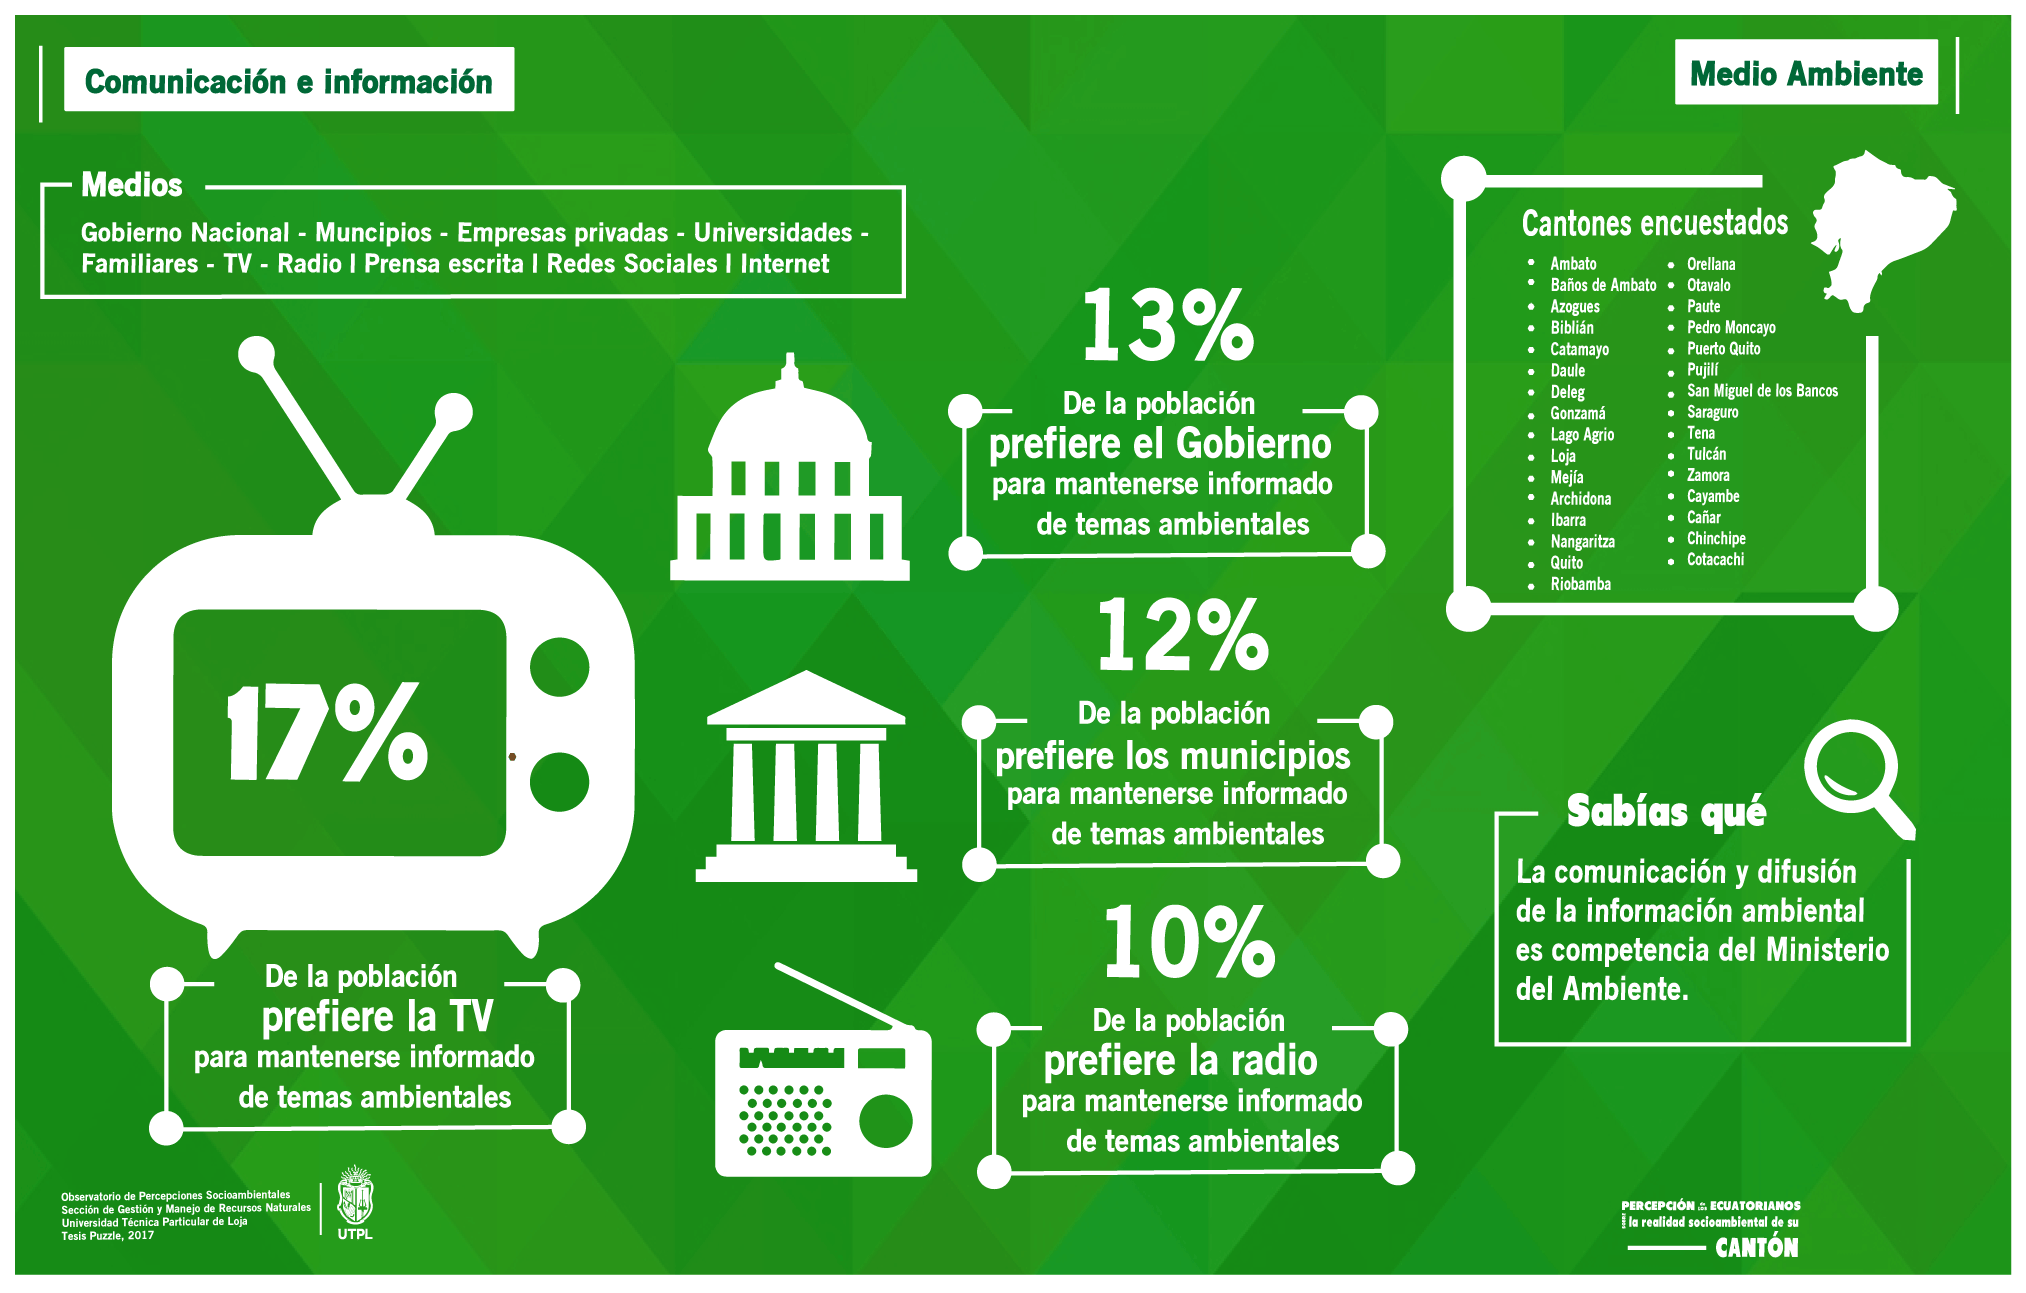 Comunicación e información
Medio Ambiente
Medios
Gobierno Nacional - Muncipios - Empresas privadas - Universidades -
Familiares - TV - Radio l Prensa escrita l Redes Sociales l Internet
17%
De la población
prefiere la TV
para mantenerse informado
de temas ambientales
13%
De la población
prefiere el Gobierno
para mantenerse informado
de temas ambientales
12%
De la población
prefiere los municipios
para mantenerse informado
de temas ambientales
10%
De la población
prefiere la radio
para mantenerse informado
de temas ambientales
Cantones encuestados
• Ambato
• Baños de Ambato
• Azogues
• Biblián
• Catamayo
• Daule
• Deleg
• Gonzamá
• Lago Agrio
• Loja
• Mejía
• Archidona
• Ibarra
• Nangaritza
• Quito
• Riobamba
• Orellana
• Otavalo
• Paute
• Pedro Moncayo
• Puerto Quito
• Pujilí
• San Miguel de los Bancos
• Saraguro
• Tena
• Tulcán
• Zamora
• Cayambe
• Cañar
• Chinchipe
• Cotacachi
Sabías qué
La comunicación y difusión
de la información ambiental
es competencia del Ministerio
del Ambiente.
Observatorio de Percepciones Socioambientales
Sección de Gestión y Manejo de Recursos Naturales
Universidad Técnica Particular de Loja
Tesis Puzzle, 2017
UTPL
PERCEPCIÓN DE LOS ECUATORIANOS
SOBRE la realidad socioambiental de su
CANTÓN